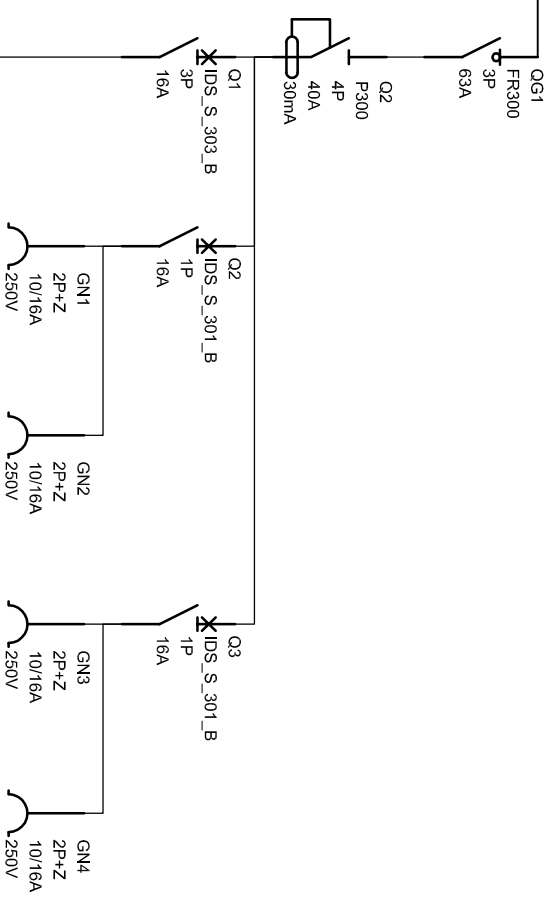 QG1
FR300
3P
63A
Q2
P300
4P
40A
30mA
Q1
IDS_S_303_B
3P
16A
Q2
IDS_S_301_B
1P
16A
Q3
IDS_S_301_B
1P
16A
GN1
2P+Z
10/16A
250V
GN2
2P+Z
10/16A
250V
GN3
2P+Z
10/16A
250V
GN4
2P+Z
10/16A
250V